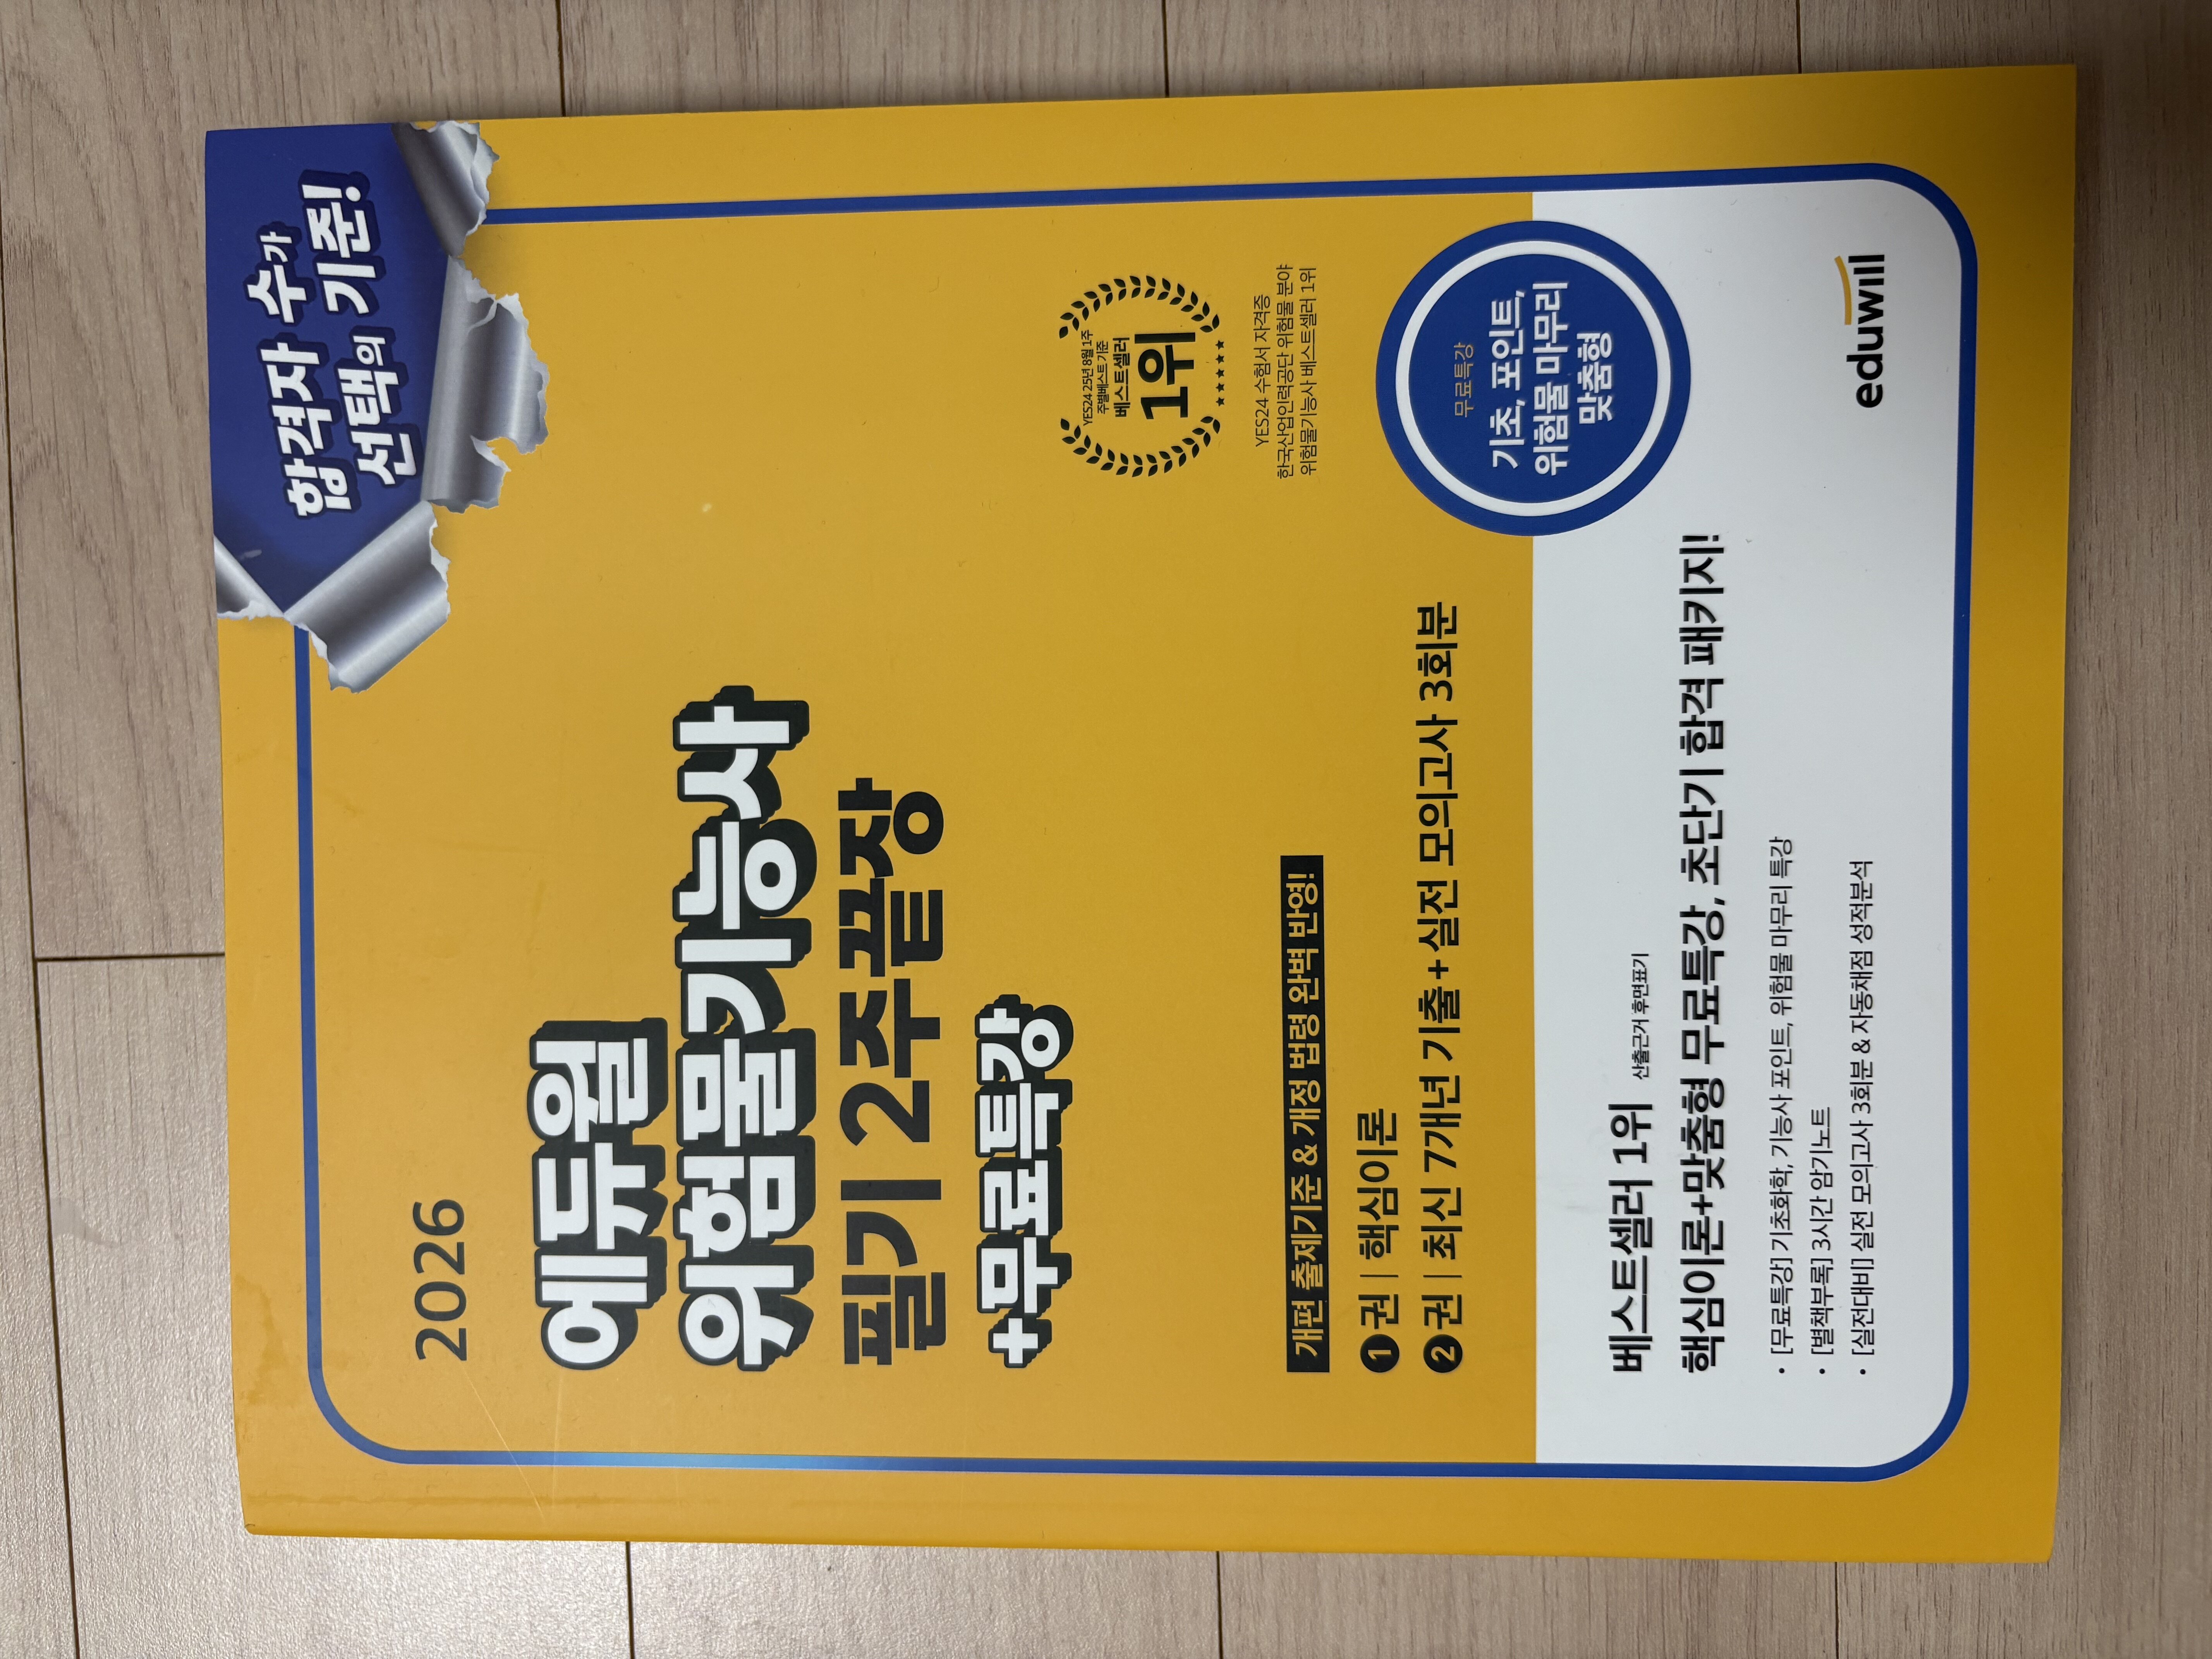 합격자 수가
선택의 기준!
2026
에듀윌
위험물기능사
필기 2주끝장
+무료특강
YES24 25년 8월 1주
주별베스트 기준
베스트셀러
1위
YES24 수험서 자격증
한국산업인력공단 위험물 분야
위험물기능사 베스트셀러 1위
개편 출제기준 & 개정 법령 완벽 반영!
1권 | 핵심이론
2권 | 최신 7개년 기출+실전 모의고사 3회분
무료특강
기초, 포인트,
위험물 마무리
맞춤형
베스트셀러 1위 산출근거 후면표기
핵심이론+맞춤형 무료특강, 초단기 합격 패키지!
• [무료특강] 기초화학, 기능사 포인트, 위험물 마무리 특강
• [별책부록] 3시간 암기노트
• [실전대비] 실전 모의고사 3회분 & 자동채점 성적분석
eduwill